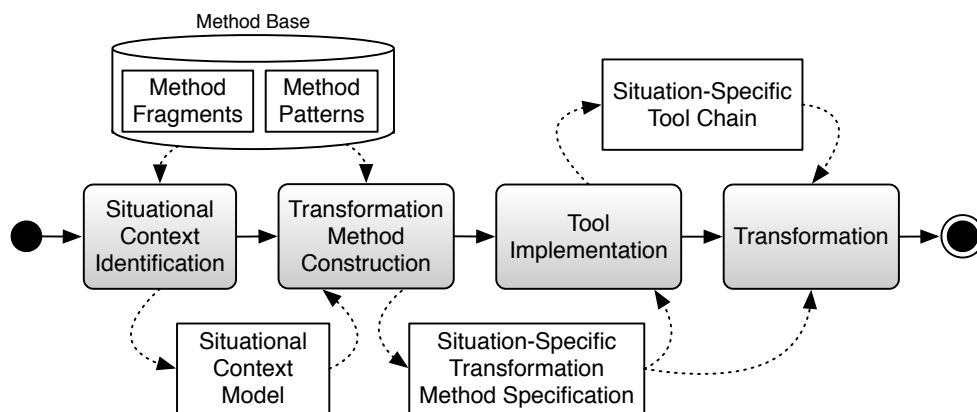 Method Base
Method
Fragments
Method
Patterns
Situation-Specific
Tool Chain
Situational
Context
Identification
Transformation
Method
Construction
Tool
Implementation
Transformation
Situational
Context
Model
Situation-Specific
Transformation
Method Specification